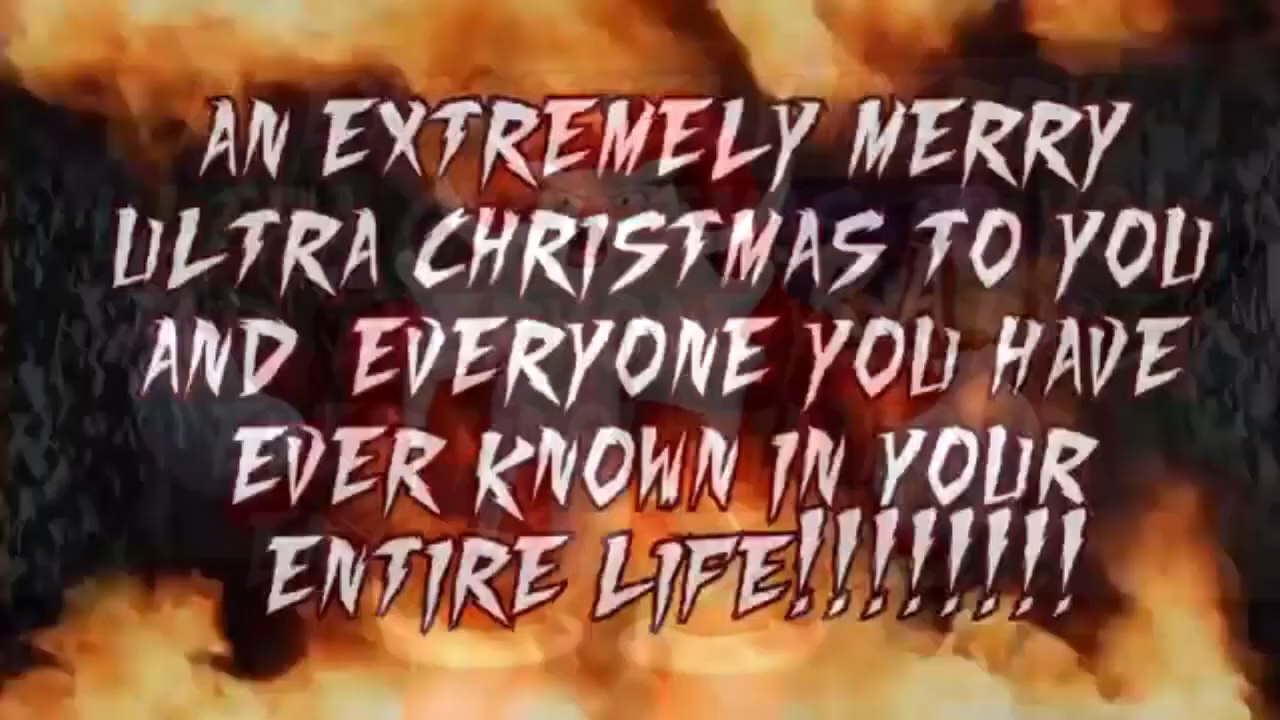 AN EXTREMELY MERRY
ULTRA CHRISTMAS TO YOU
AND EVERYONE YOU HAVE
EVER KNOWN IN YOUR
ENTIRE LIFE!!!!!!!!!